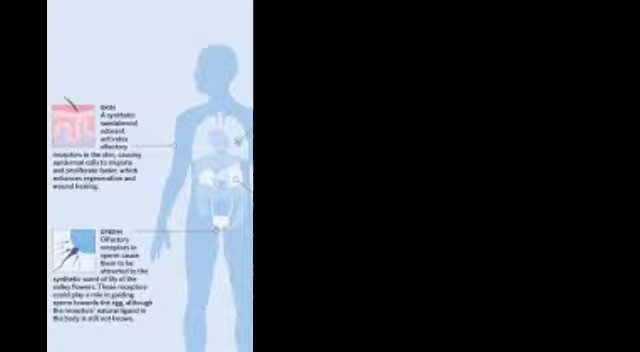 SKIN
A synthetic
sandalwood
odorant
activates
olfactory
receptors in the skin, causing
epidermal cells to migrate
and proliferate faster, which
enhances regeneration and
wound healing.
SPERM
Olfactory
receptors in
sperm cause
them to be
attracted to the
synthetic scent of lily of the
valley flowers. These receptors
could play a role in guiding
sperm towards the egg, although
the receptors' natural ligand in
the body is still not known.